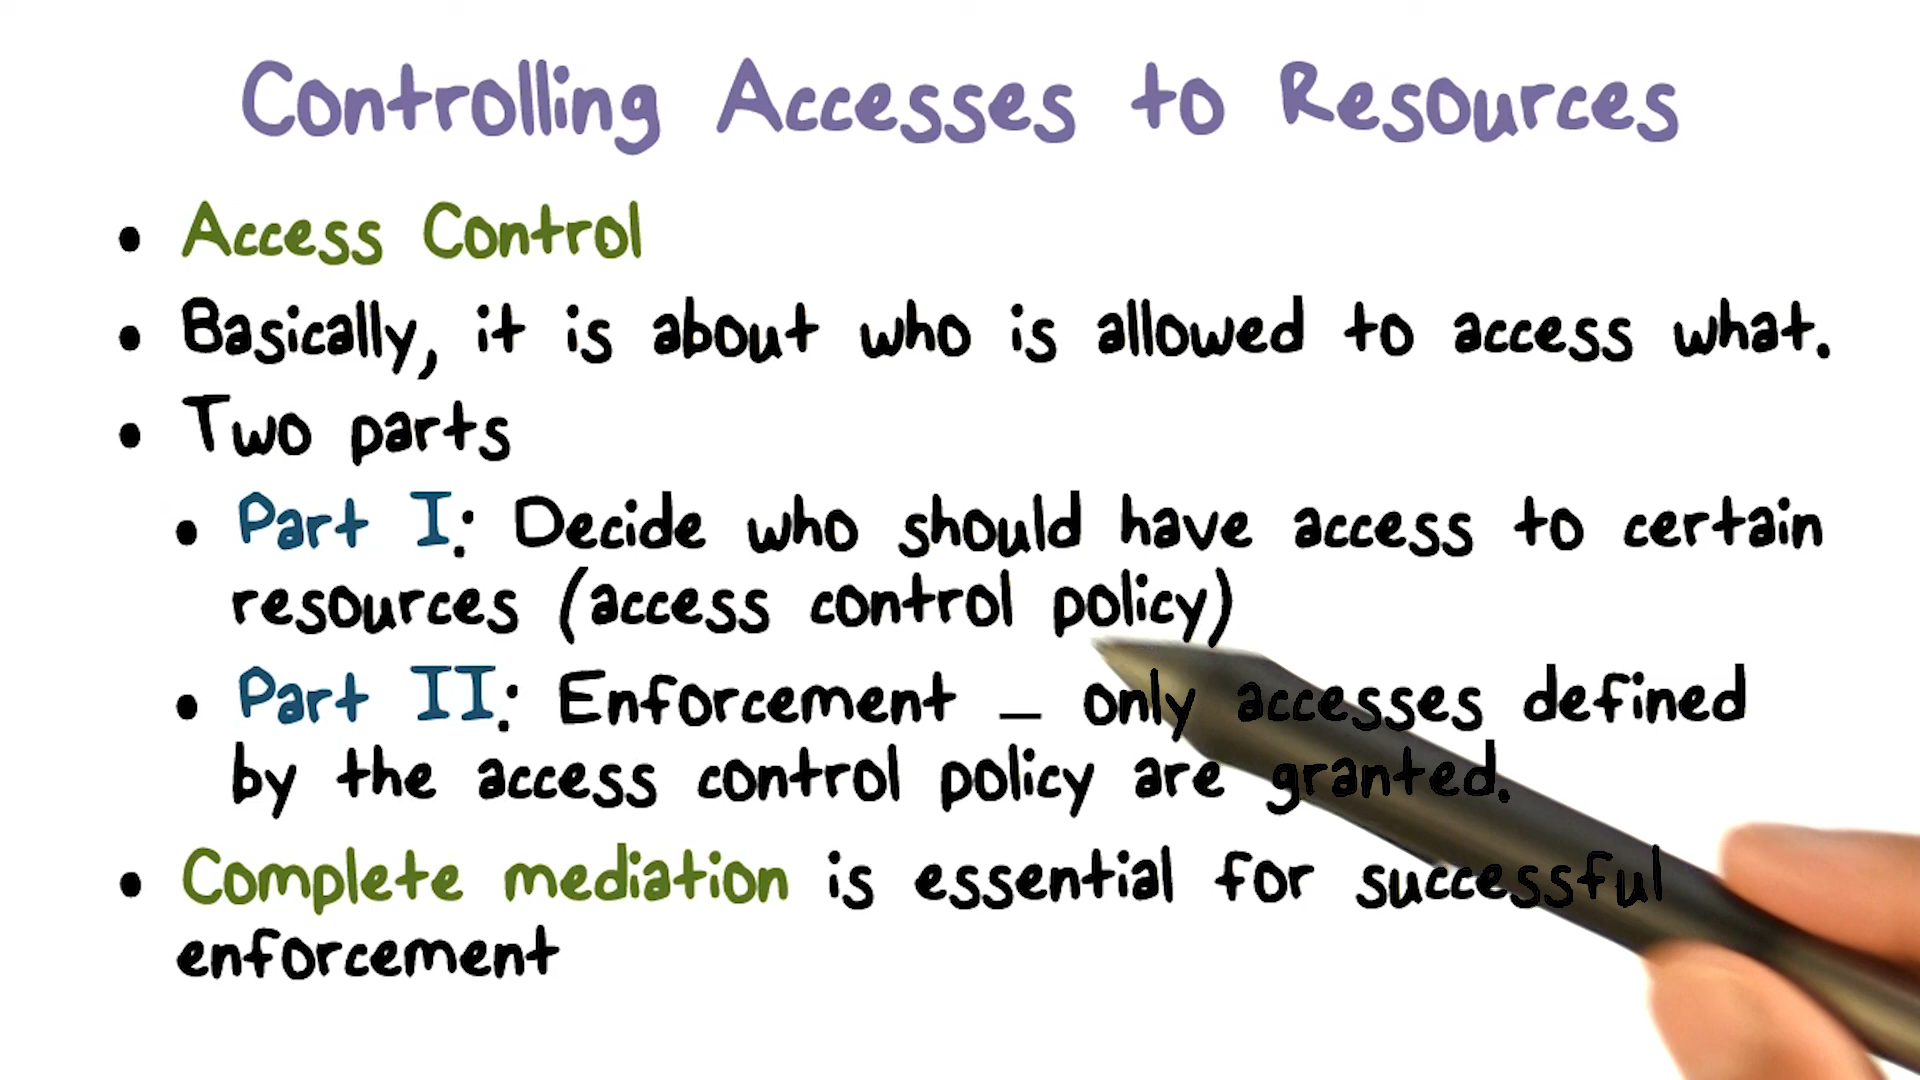 Controlling Accesses to Resources
• Access Control
• Basically, it is about who is allowed to access what.
• Two parts
• Part I: Decide who should have access to certain
resources (access control policy)
• Part II: Enforcement – only accesses defined
by the access control policy are granted.
• Complete mediation is essential for successful
enforcement